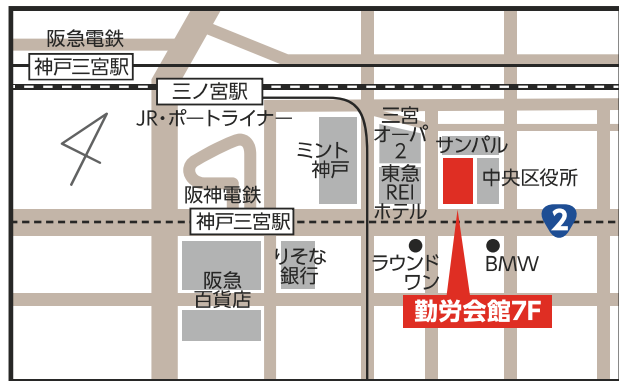 阪急電鉄
神戸三宮駅
三ノ宮駅
JR・ポートライナー
三宮
オーパ
2
サンパル
ミント
神戸
東急
REI
ホテル
中央区役所
阪神電鉄
神戸三宮駅
2
りそな
銀行
ラウンド
ワン
BMW
阪急
百貨店
勤労会館7F